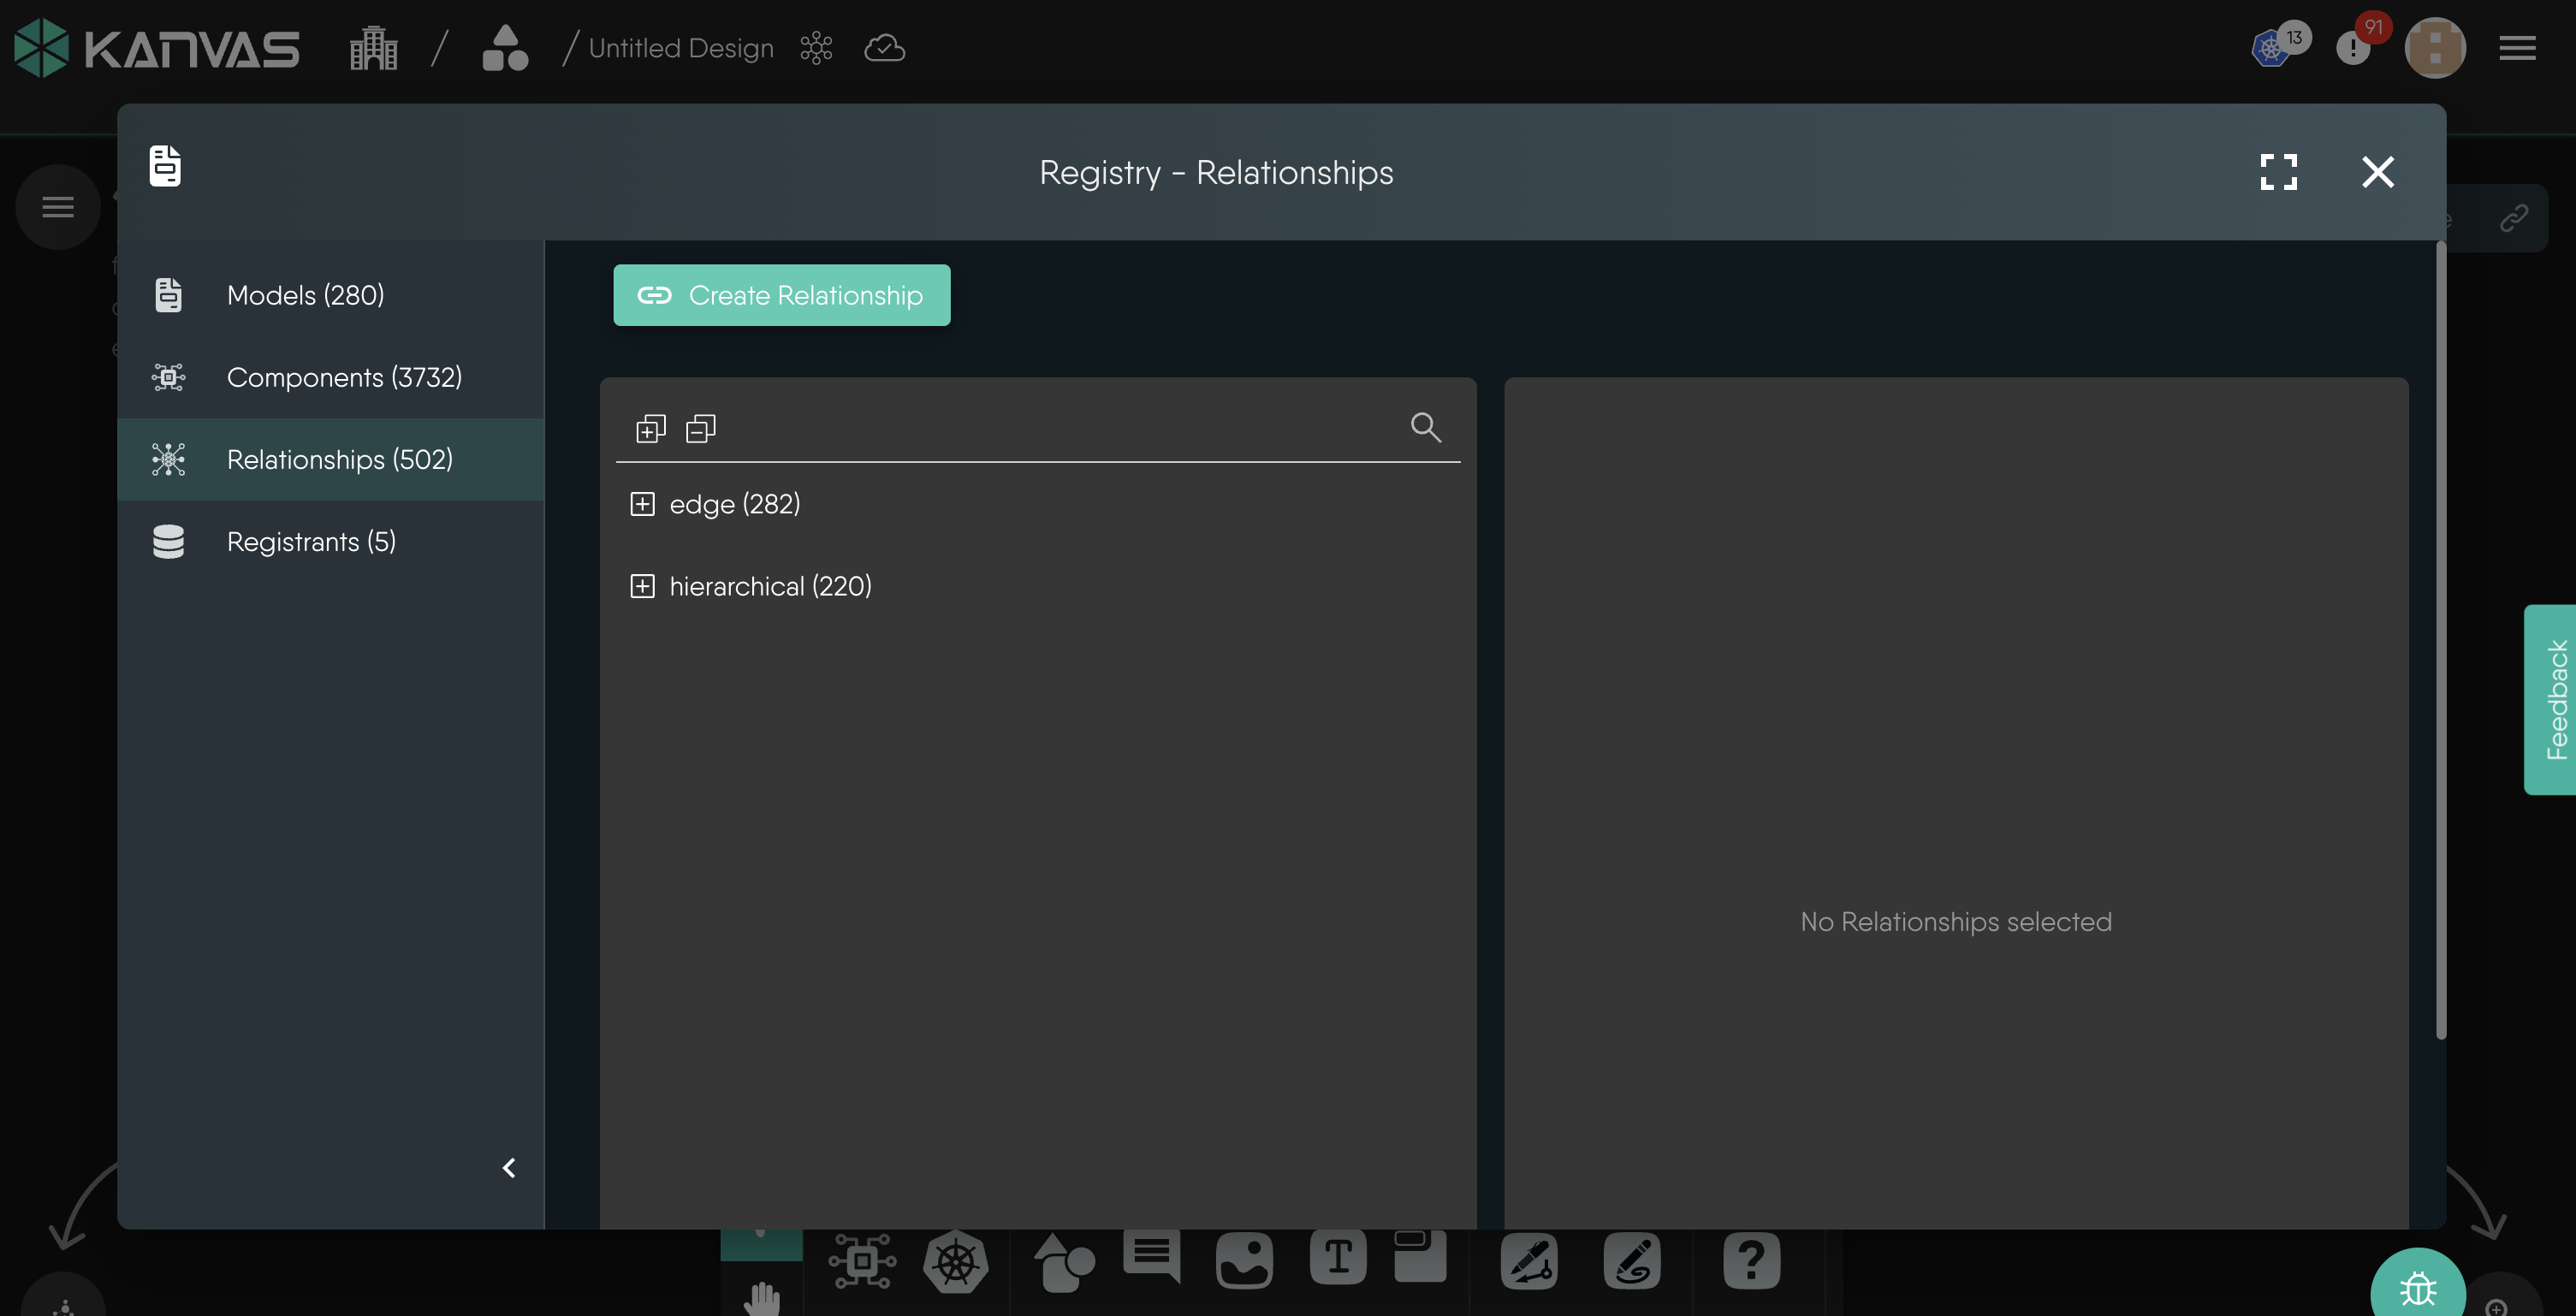 KANVAS
/
/ Untitled Design
13
91
Registry - Relationships
Models (280)
Components (3732)
Relationships (502)
Registrants (5)
Create Relationship
edge (282)
hierarchical (220)
No Relationships selected
Feedback
T
?